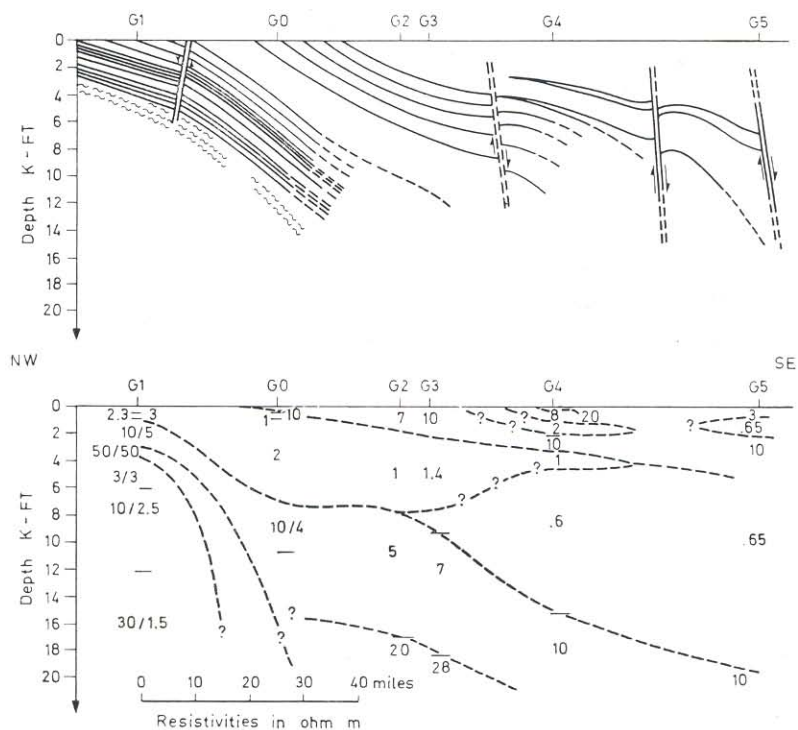 G1 G0 G2 G3 G4 G5
0
2
4
6
8
10
12
14
16
18
20
Depth K-FT
NW SE
G1 G0 G2 G3 G4 G5
0
2
4
6
8
10
12
14
16
18
20
Depth K-FT
2.3 .3 10 7 10 8 20 3
1 2 .65
10/5 10 10
50/50 2 1 1.4 1
3/3
10/2.5 10/4 .6
5 7 .65
30/1.5 20 28 10 10
? ? ? ? ? ? ? ? ? ?
0 10 20 30 40 miles
Resistivities in ohm m